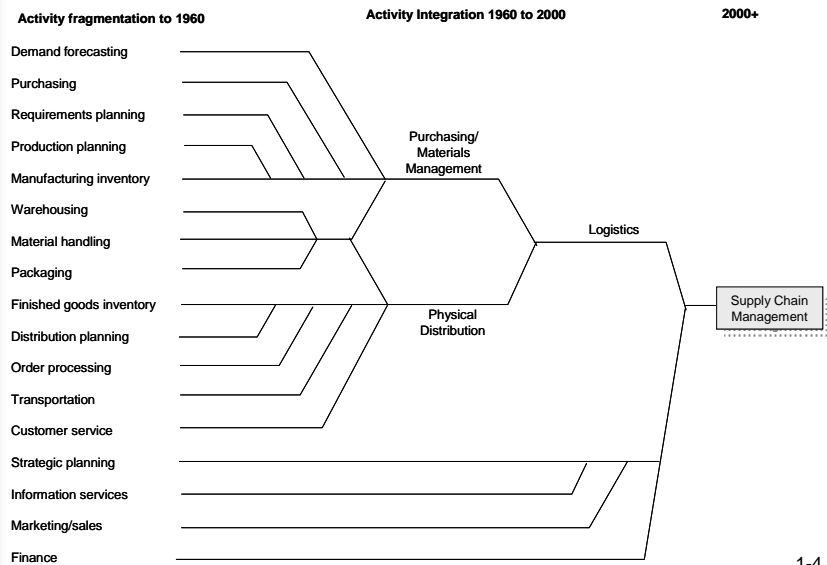 Activity fragmentation to 1960
Activity Integration 1960 to 2000
2000+
Demand forecasting
Purchasing
Requirements planning
Production planning
Manufacturing inventory
Warehousing
Material handling
Packaging
Finished goods inventory
Distribution planning
Order processing
Transportation
Customer service
Strategic planning
Information services
Marketing/sales
Finance
Purchasing/
Materials
Management
Physical
Distribution
Logistics
Supply Chain
Management
1-4